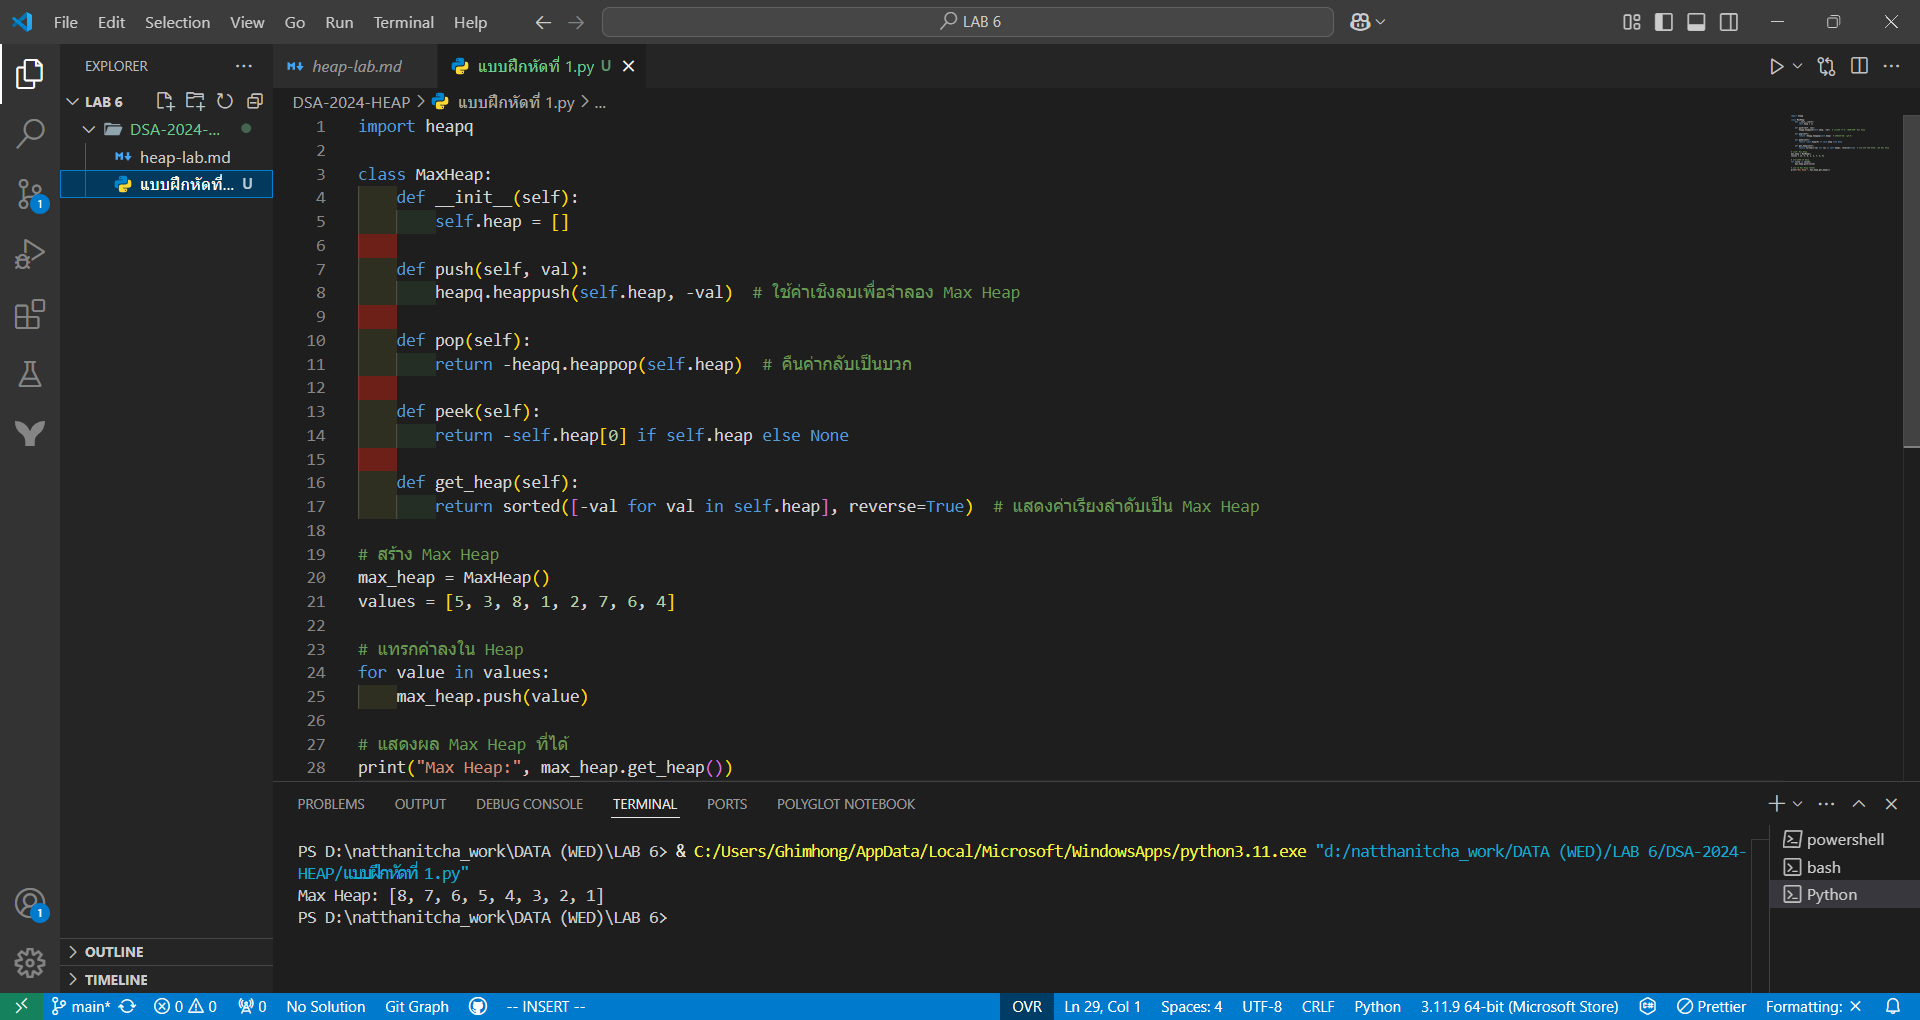 File Edit Selection View Go Run Terminal Help
LAB 6
EXPLORER
LAB 6
DSA-2024-...
heap-lab.md
แบบฝึกหัดที่... U
OUTLINE
TIMELINE
heap-lab.md
แบบฝึกหัดที่ 1.py U
DSA-2024-HEAP > แบบฝึกหัดที่ 1.py > ...
1 import heapq
2
3 class MaxHeap:
4 def __init__(self):
5 self.heap = []
6
7 def push(self, val):
8 heapq.heappush(self.heap, -val) # ใช้ค่าเชิงลบเพื่อจำลอง Max Heap
9
10 def pop(self):
11 return -heapq.heappop(self.heap) # คืนค่ากลับเป็นบวก
12
13 def peek(self):
14 return -self.heap[0] if self.heap else None
15
16 def get_heap(self):
17 return sorted([-val for val in self.heap], reverse=True) # แสดงค่าเรียงลำดับเป็น Max Heap
18
19 # สร้าง Max Heap
20 max_heap = MaxHeap()
21 values = [5, 3, 8, 1, 2, 7, 6, 4]
22
23 # แทรกค่าลงใน Heap
24 for value in values:
25 max_heap.push(value)
26
27 # แสดงผล Max Heap ที่ได้
28 print("Max Heap:", max_heap.get_heap())
PROBLEMS OUTPUT DEBUG CONSOLE TERMINAL PORTS POLYGLOT NOTEBOOK
PS D:\natthanitcha_work\DATA (WED)\LAB 6> & C:/Users/Ghimhong/AppData/Local/Microsoft/WindowsApps/python3.11.exe "d:/natthanitcha_work/DATA (WED)/LAB 6/DSA-2024-
HEAP/แบบฝึกหัดที่ 1.py"
Max Heap: [8, 7, 6, 5, 4, 3, 2, 1]
PS D:\natthanitcha_work\DATA (WED)\LAB 6>
powershell
bash
Python
1
1
main* 0 0 0 No Solution Git Graph -- INSERT -- OVR Ln 29, Col 1 Spaces: 4 UTF-8 CRLF Python 3.11.9 64-bit (Microsoft Store) Prettier Formatting: ×